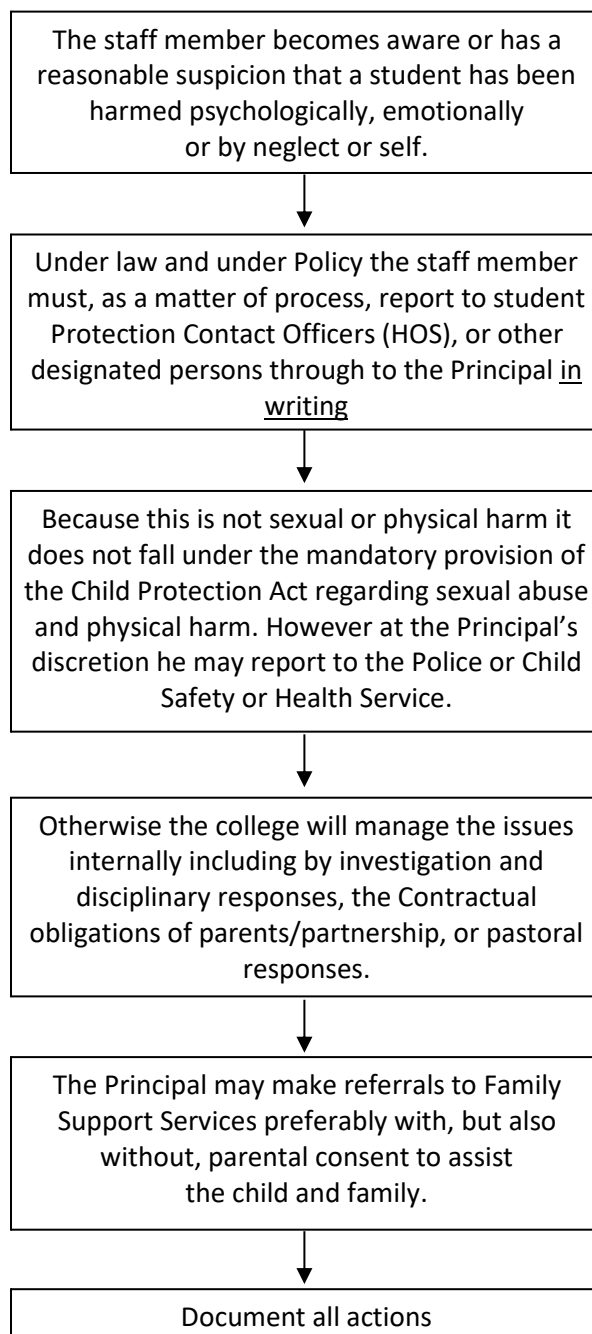 The staff member becomes aware or has a
reasonable suspicion that a student has been
harmed psychologically, emotionally
or by neglect or self.
Under law and under Policy the staff member
must, as a matter of process, report to student
Protection Contact Officers (HOS), or other
designated persons through to the Principal in
writing
Because this is not sexual or physical harm it
does not fall under the mandatory provision of
the Child Protection Act regarding sexual abuse
and physical harm. However at the Principal’s
discretion he may report to the Police or Child
Safety or Health Service.
Otherwise the college will manage the issues
internally including by investigation and
disciplinary responses, the Contractual
obligations of parents/partnership, or pastoral
responses.
The Principal may make referrals to Family
Support Services preferably with, but also
without, parental consent to assist
the child and family.
Document all actions